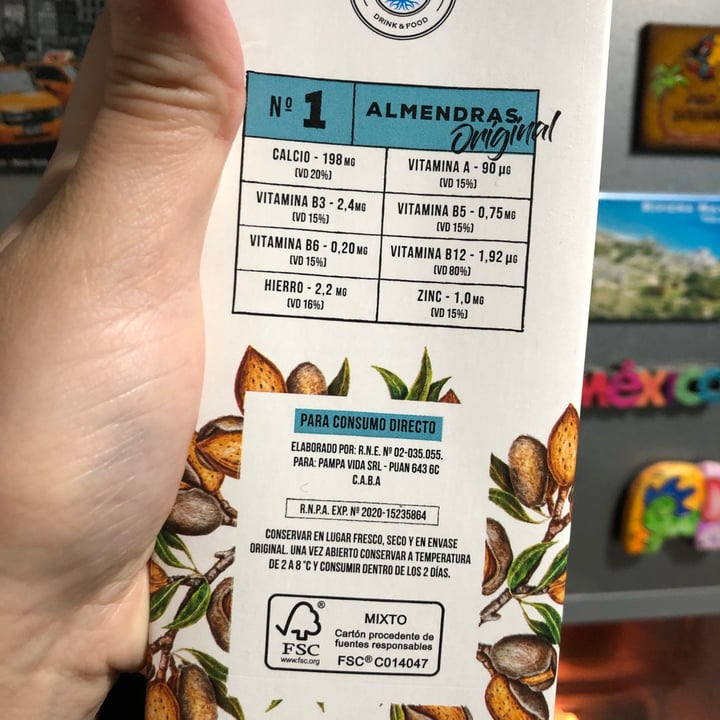 DRINK & FOOD
Nº 1
ALMENDRAS
Original
CALCIO - 198 MG
(VD 20%)
VITAMINA A - 90 µG
(VD 15%)
VITAMINA B3 - 2,4MG
(VD 15%)
VITAMINA B5 - 0,75MG
(VD 15%)
VITAMINA B6 - 0,20 MG
(VD 15%)
VITAMINA B12 - 1,92 µG
(VD 80%)
HIERRO - 2,2 MG
(VD 16%)
ZINC - 1,0MG
(VD 15%)
PARA CONSUMO DIRECTO
ELABORADO POR: R.N.E. Nº 02-035.055.
PARA: PAMPA VIDA SRL - PUAN 643 6C
C.A.B.A
R.N.P.A. EXP. Nº 2020-15235864
CONSERVAR EN LUGAR FRESCO, SECO Y EN ENVASE
ORIGINAL. UNA VEZ ABIERTO CONSERVAR A TEMPERATURA
DE 2 A 8 °C Y CONSUMIR DENTRO DE LOS 2 DÍAS.
FSC
www.fsc.org
MIXTO
Cartón procedente de
fuentes responsables
FSC® C014047
MÉXICO